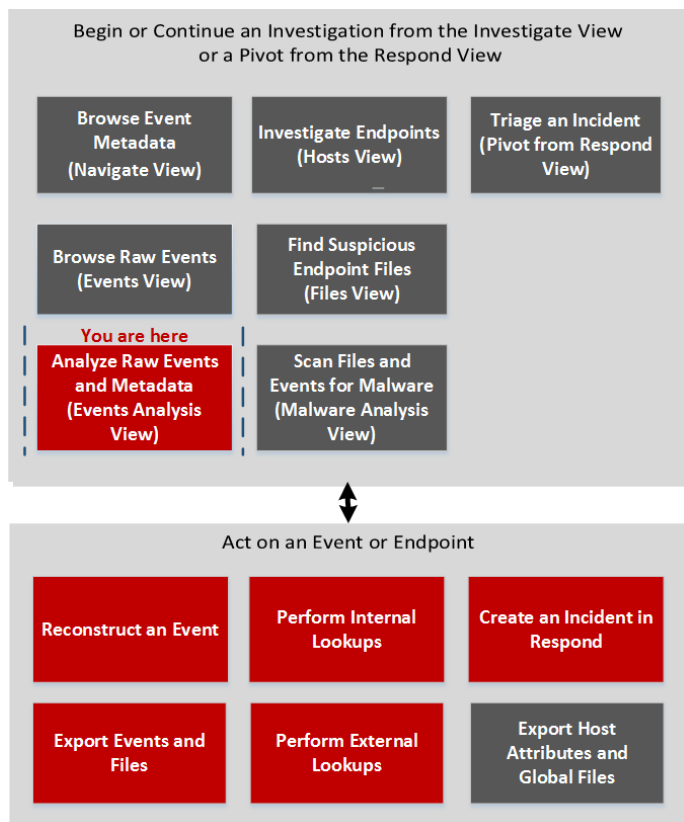 Begin or Continue an Investigation from the Investigate View
or a Pivot from the Respond View
Browse Event
Metadata
(Navigate View)
Investigate Endpoints
(Hosts View)
Triage an Incident
(Pivot from Respond
View)
Browse Raw Events
(Events View)
Find Suspicious
Endpoint Files
(Files View)
You are here
Analyze Raw Events
and Metadata
(Events Analysis
View)
Scan Files and
Events for Malware
(Malware Analysis
View)
Act on an Event or Endpoint
Reconstruct an Event
Perform Internal
Lookups
Create an Incident in
Respond
Export Events and
Files
Perform External
Lookups
Export Host
Attributes and
Global Files